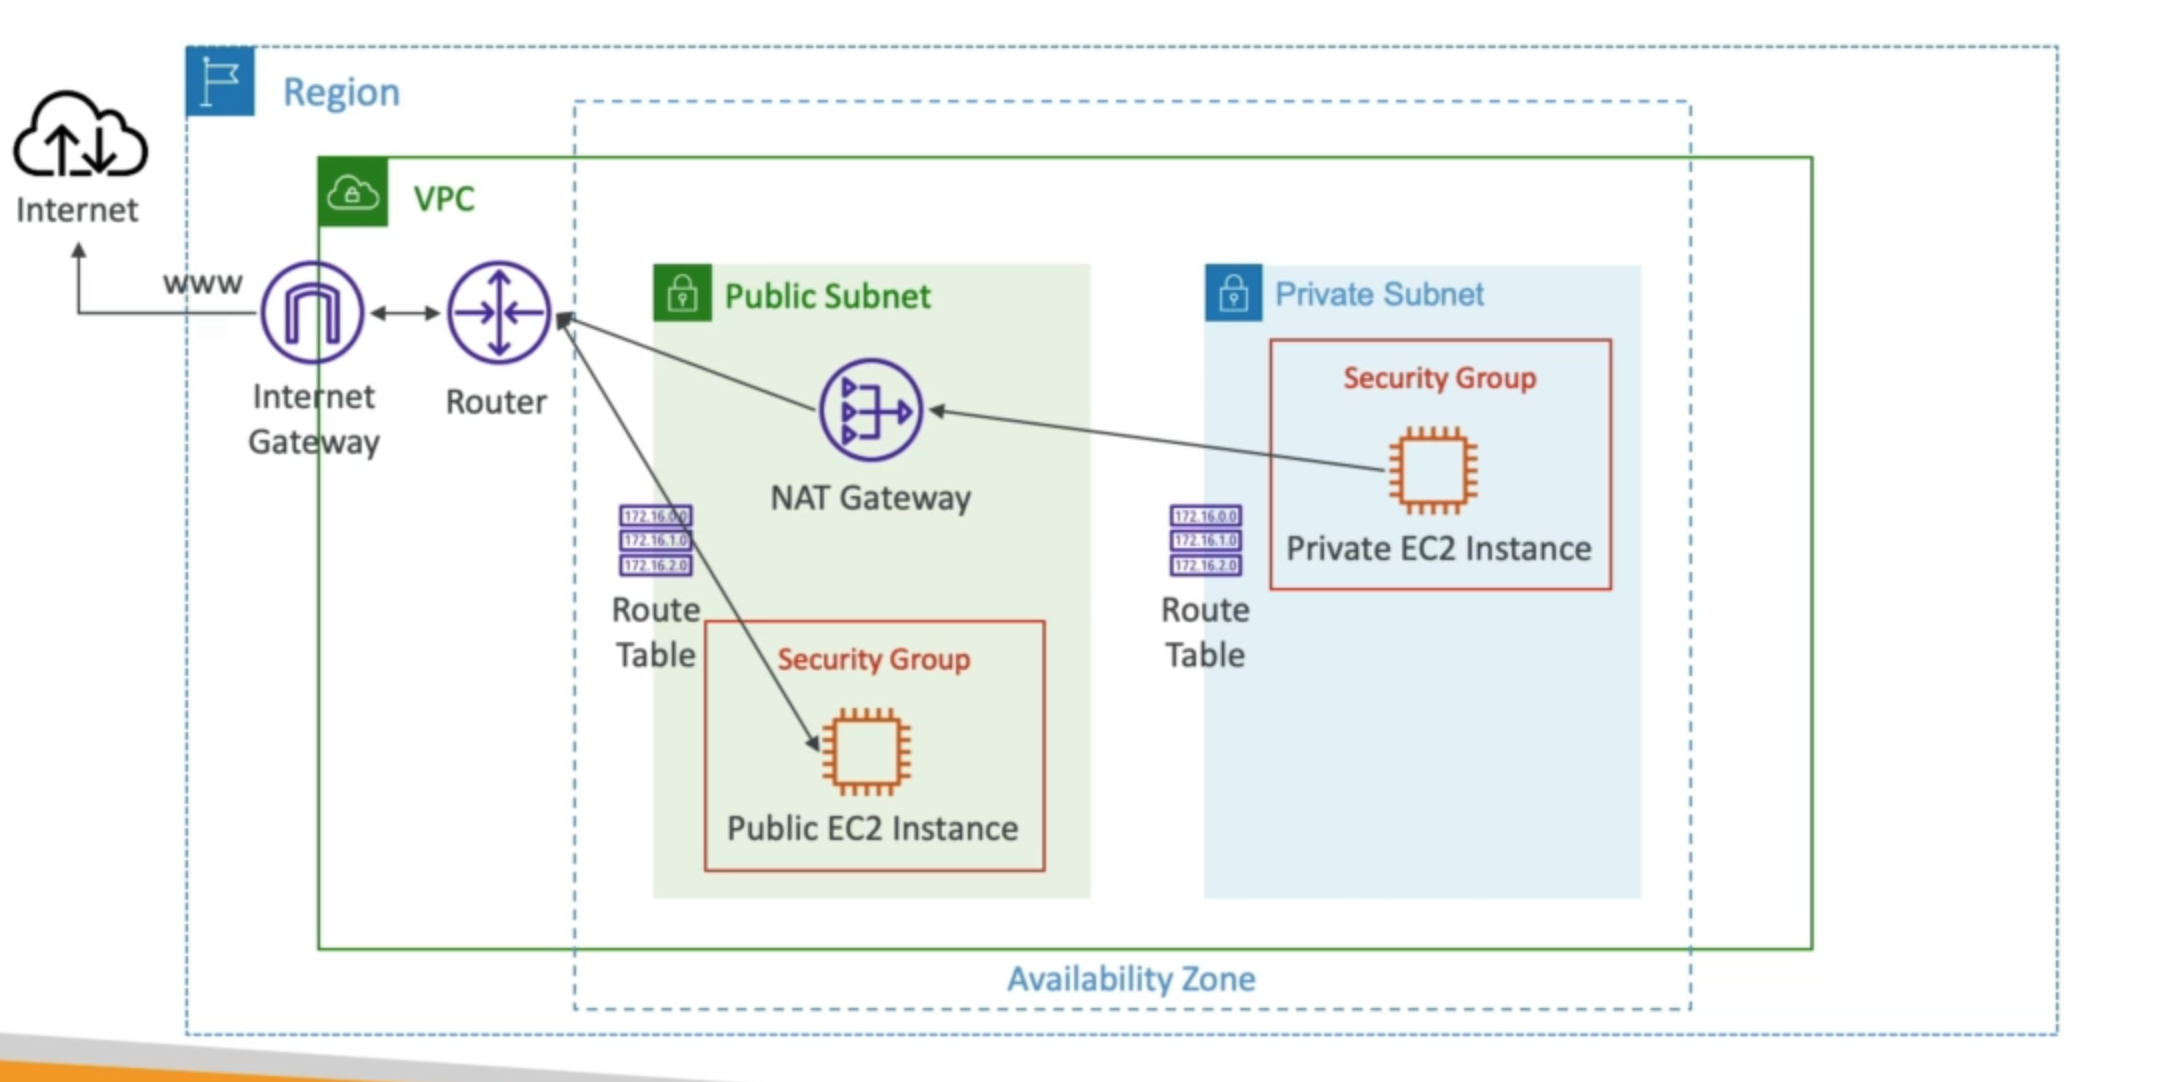 Region
Internet
VPC
www
Public Subnet
Private Subnet
Internet
Gateway
Router
Security Group
NAT Gateway
172.16.0.0
172.16.1.0
172.16.2.0
Route
Table
172.16.0.0
172.16.1.0
172.16.2.0
Route
Table
Private EC2 Instance
Security Group
Public EC2 Instance
Availability Zone